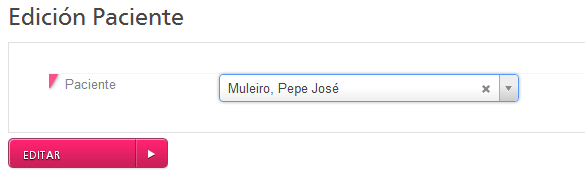 Edición Paciente
Paciente
Muleiro, Pepe José
EDITAR